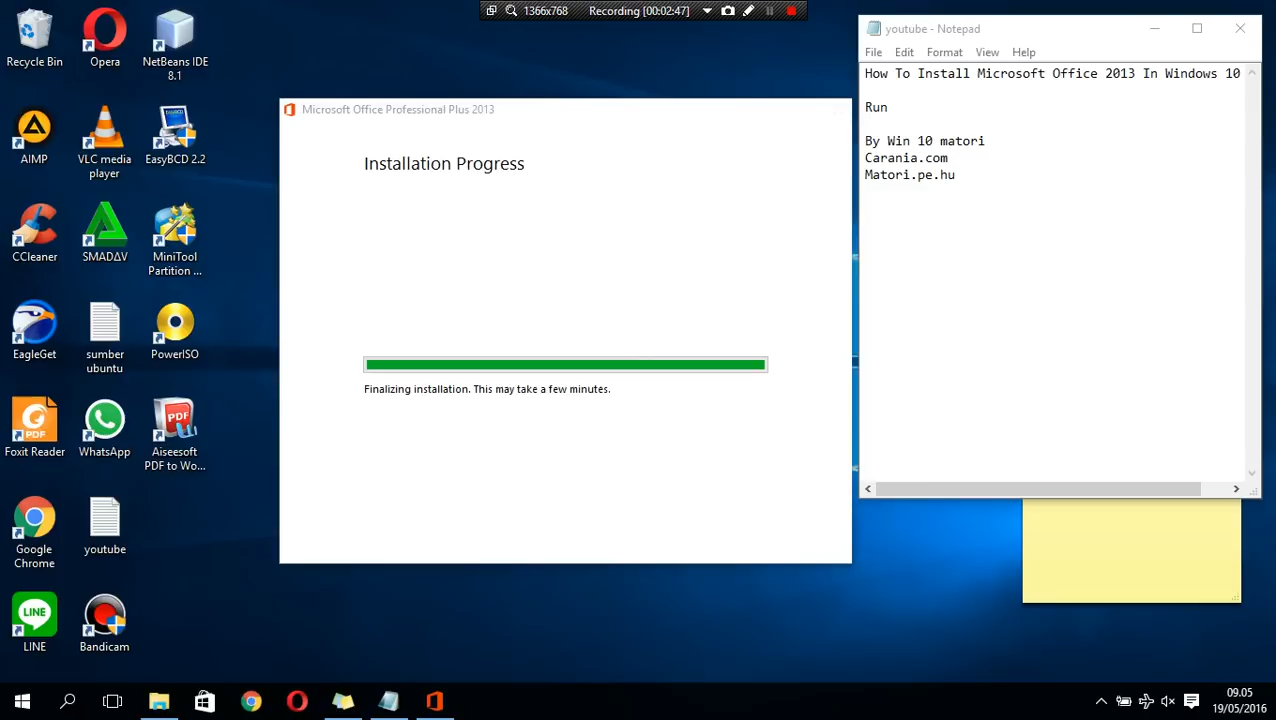 1366x768
Recording [00:02:47]
Recycle Bin
Opera
NetBeans IDE
8.1
AIMP
VLC media
player
EasyBCD 2.2
CCleaner
SMADΔV
MiniTool
Partition ...
EagleGet
sumber
ubuntu
PowerISO
PDF
Foxit Reader
WhatsApp
PDF
Aiseesoft
PDF to Wo...
Google
Chrome
youtube
LINE
LINE
Bandicam
Microsoft Office Professional Plus 2013
Installation Progress
Finalizing installation. This may take a few minutes.
youtube - Notepad
File Edit Format View Help
How To Install Microsoft Office 2013 In Windows 10
Run
By Win 10 matori
Carania.com
Matori.pe.hu
09.05
19/05/2016